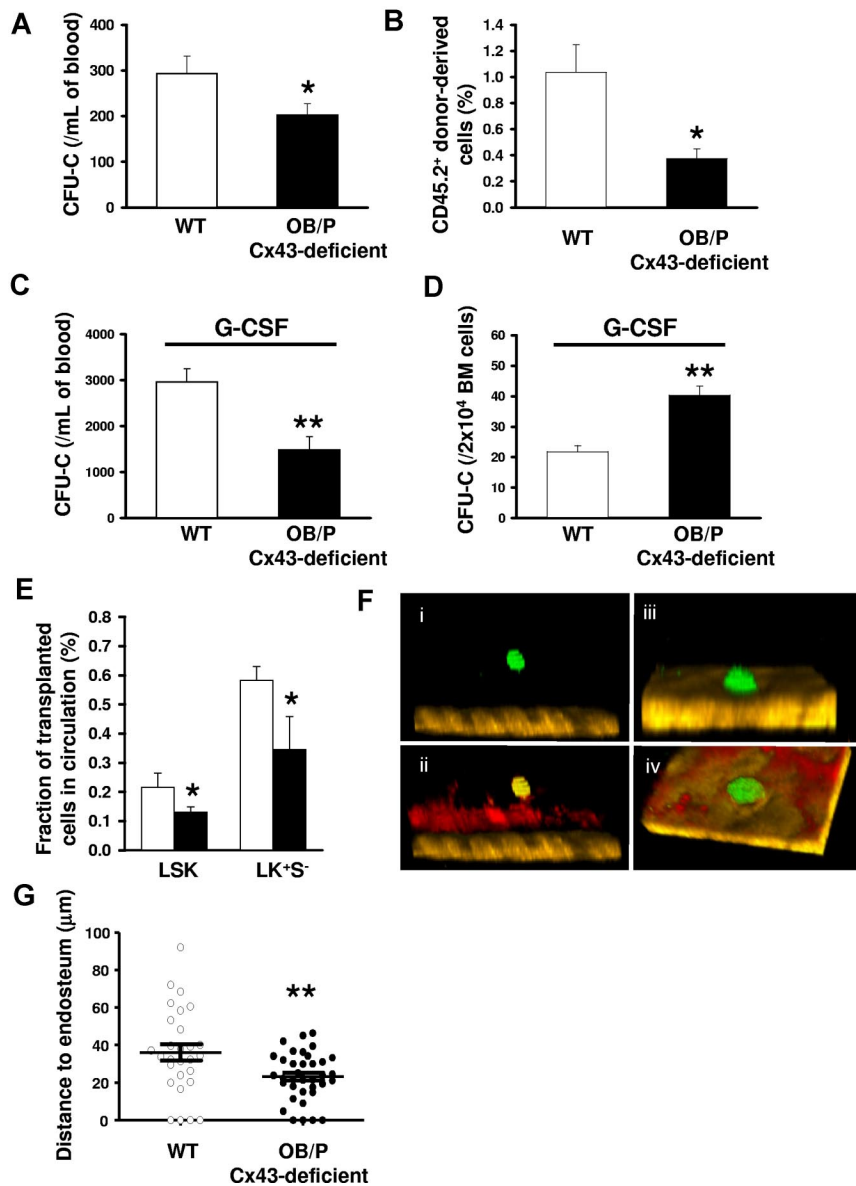 A
CFU-C (/mL of blood)
400
300
200
100
0
*
WT
OB/P
Cx43-deficient
B
CD45.2⁺ donor-derived
cells (%)
1.4
1.2
1.0
0.8
0.6
0.4
0.2
0.0
*
WT
OB/P
Cx43-deficient
C
CFU-C (/mL of blood)
G-CSF
4000
3000
2000
1000
0
**
WT
OB/P
Cx43-deficient
D
CFU-C (/2x10⁴ BM cells)
G-CSF
60
50
40
30
20
10
0
**
WT
OB/P
Cx43-deficient
E
Fraction of transplanted
cells in circulation (%)
0.8
0.7
0.6
0.5
0.4
0.3
0.2
0.1
0.0
*
*
LSK
LK⁺S⁻
F
i
iii
ii
iv
G
Distance to endosteum (μm)
100
80
60
40
20
0
**
WT
OB/P
Cx43-deficient